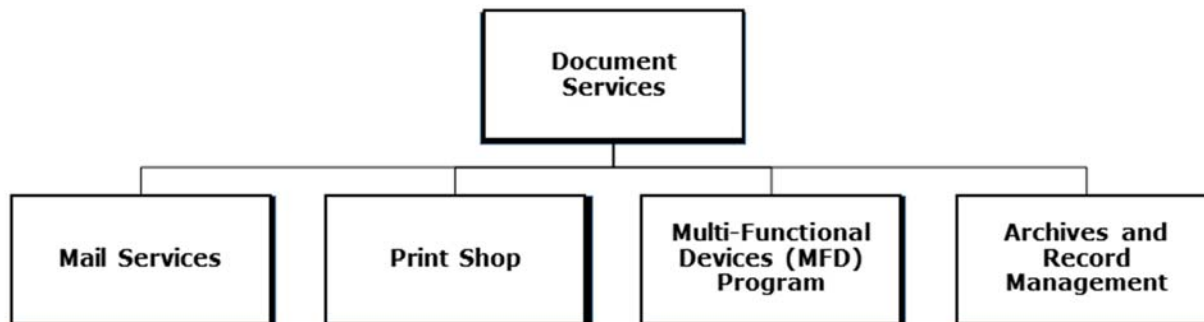 Document
Services
Mail Services
Print Shop
Multi-Functional
Devices (MFD)
Program
Archives and
Record
Management